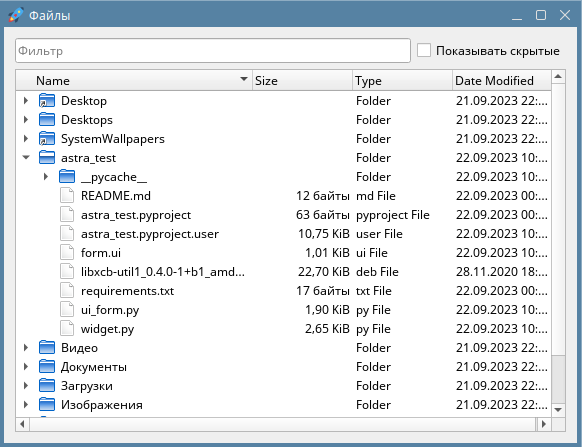 Файлы
Фильтр Показывать скрытые
Name Size Type Date Modified
Desktop Folder 21.09.2023 22:...
Desktops Folder 21.09.2023 22:...
SystemWallpapers Folder 21.09.2023 22:...
astra_test Folder 22.09.2023 10:...
__pycache__ Folder 22.09.2023 10:...
README.md 12 байты md File 22.09.2023 00:...
astra_test.pyproject 63 байты pyproject File 22.09.2023 00:...
astra_test.pyproject.user 10,75 KiB user File 22.09.2023 10:...
form.ui 1,01 KiB ui File 22.09.2023 10:...
libxcb-util1_0.4.0-1+b1_amd... 22,70 KiB deb File 28.11.2020 18:...
requirements.txt 17 байты txt File 22.09.2023 00:...
ui_form.py 1,90 KiB py File 22.09.2023 10:...
widget.py 2,65 KiB py File 22.09.2023 10:...
Видео Folder 21.09.2023 22:...
Документы Folder 21.09.2023 22:...
Загрузки Folder 21.09.2023 22:...
Изображения Folder 21.09.2023 22:...